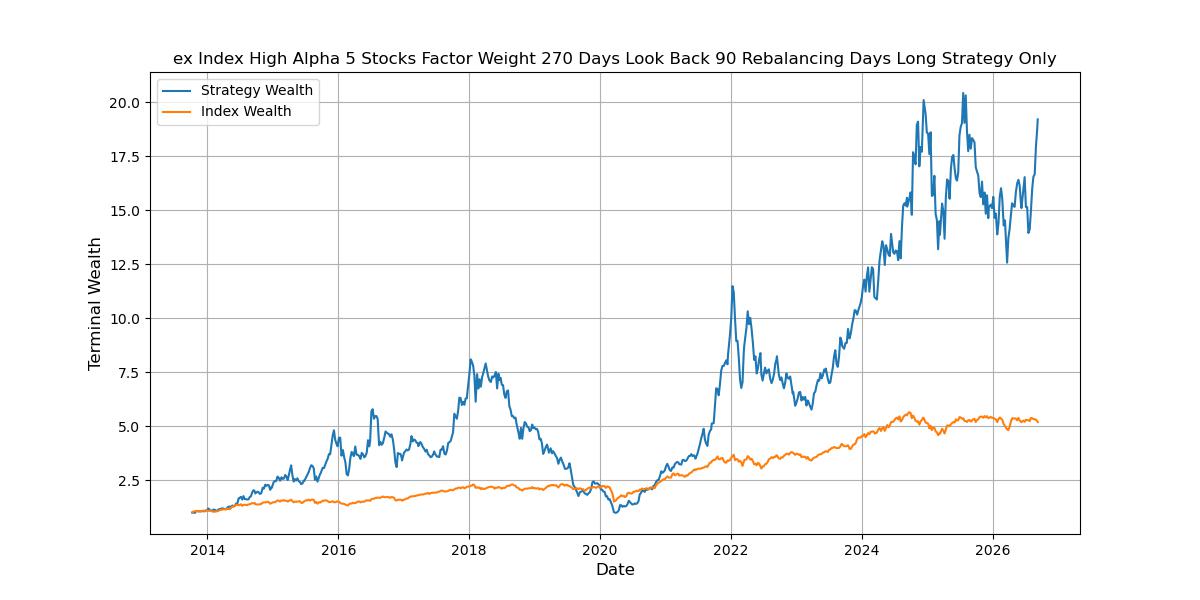 ex Index High Alpha 5 Stocks Factor Weight 270 Days Look Back 90 Rebalancing Days Long Strategy Only
Strategy Wealth
Index Wealth
20.0
17.5
15.0
12.5
10.0
7.5
5.0
2.5
Terminal Wealth
2014 2016 2018 2020 2022 2024 2026
Date